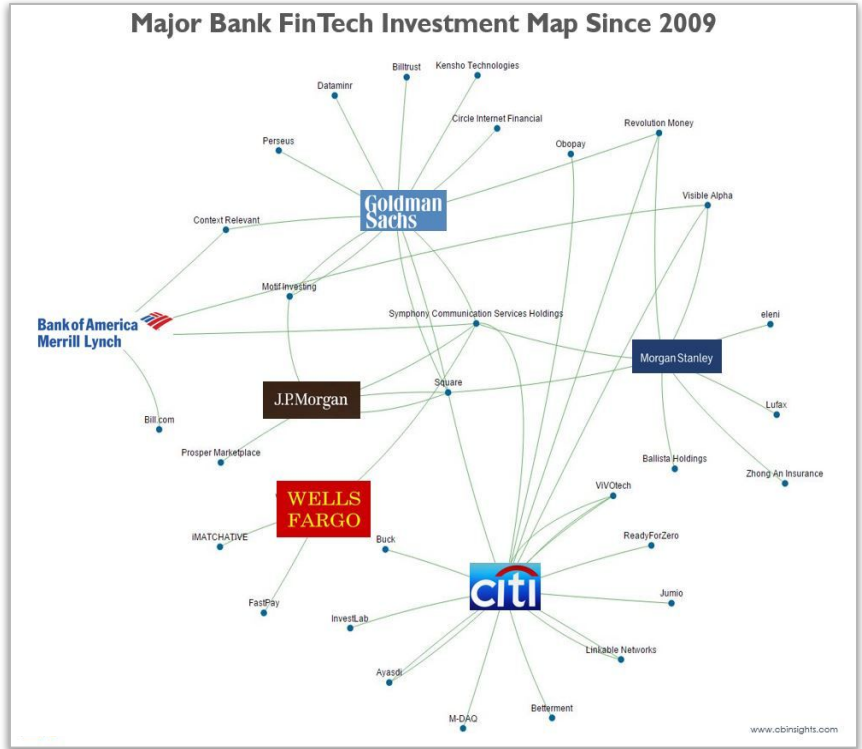 Major Bank FinTech Investment Map Since 2009
Billtrust
Kensho Technologies
Dataminr
Circle Internet Financial
Revolution Money
Perseus
Obopay
Goldman
Sachs
Visible Alpha
Context Relevant
Motif Investing
Symphony Communication Services Holdings
eleni
Bank of America
Merrill Lynch
Morgan Stanley
Square
J.P.Morgan
Lufax
Bill.com
Prosper Marketplace
Ballista Holdings
Zhong An Insurance
WELLS
FARGO
ViVOtech
iMATCHATIVE
Buck
ReadyForZero
citi
Jumio
FastPay
InvestLab
Linkable Networks
Ayasdi
Betterment
M-DAQ
www.cbinsights.com